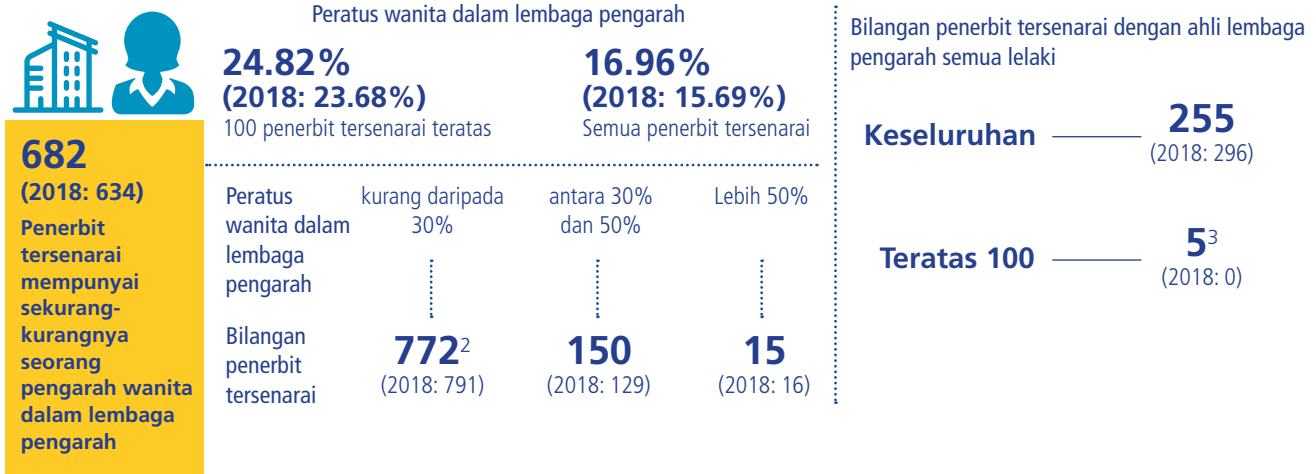 682
(2018: 634)
Penerbit
tersenarai
mempunyai
sekurang-
kurangnya
seorang
pengarah wanita
dalam lembaga
pengarah
Peratus wanita dalam lembaga pengarah
24.82%
(2018: 23.68%)
100 penerbit tersenarai teratas
16.96%
(2018: 15.69%)
Semua penerbit tersenarai
Peratus
wanita dalam
lembaga
pengarah
kurang daripada
30%
antara 30%
dan 50%
Lebih 50%
Bilangan
penerbit
tersenarai
772²
(2018: 791)
150
(2018: 129)
15
(2018: 16)
Bilangan penerbit tersenarai dengan ahli lembaga
pengarah semua lelaki
Keseluruhan
255
(2018: 296)
Teratas 100
5³
(2018: 0)